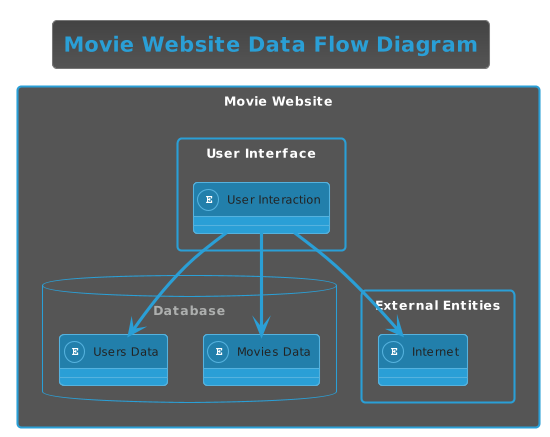 Movie Website Data Flow Diagram
Movie Website
User Interface
E User Interaction
Database
External Entities
E Users Data
E Movies Data
E Internet